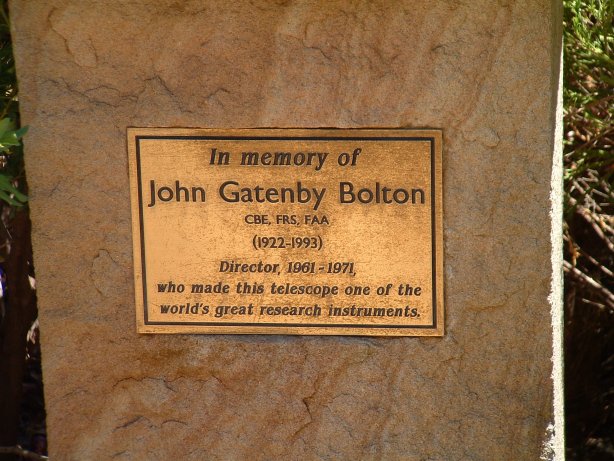 In memory of
John Gatenby Bolton
CBE, FRS, FAA
(1922-1993)
Director, 1961-1971,
who made this telescope one of the
world's great research instruments.